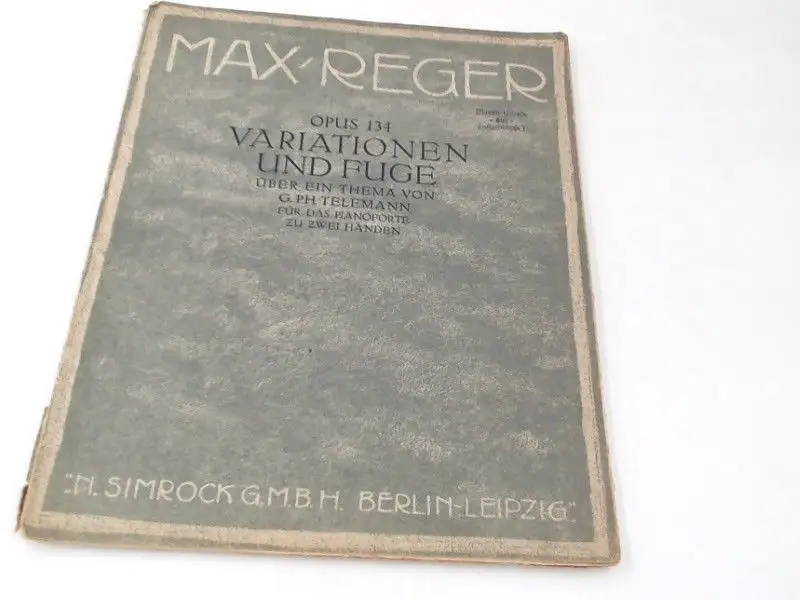 MAX REGER
OPUS 134
VARIATIONEN
UND FUGE
ÜBER EIN THEMA VON
G. PH. TELEMANN
FÜR DAS PIANOFORTE
ZU ZWEI HÄNDEN
"N. SIMROCK G.M.B.H. BERLIN-LEIPZIG"